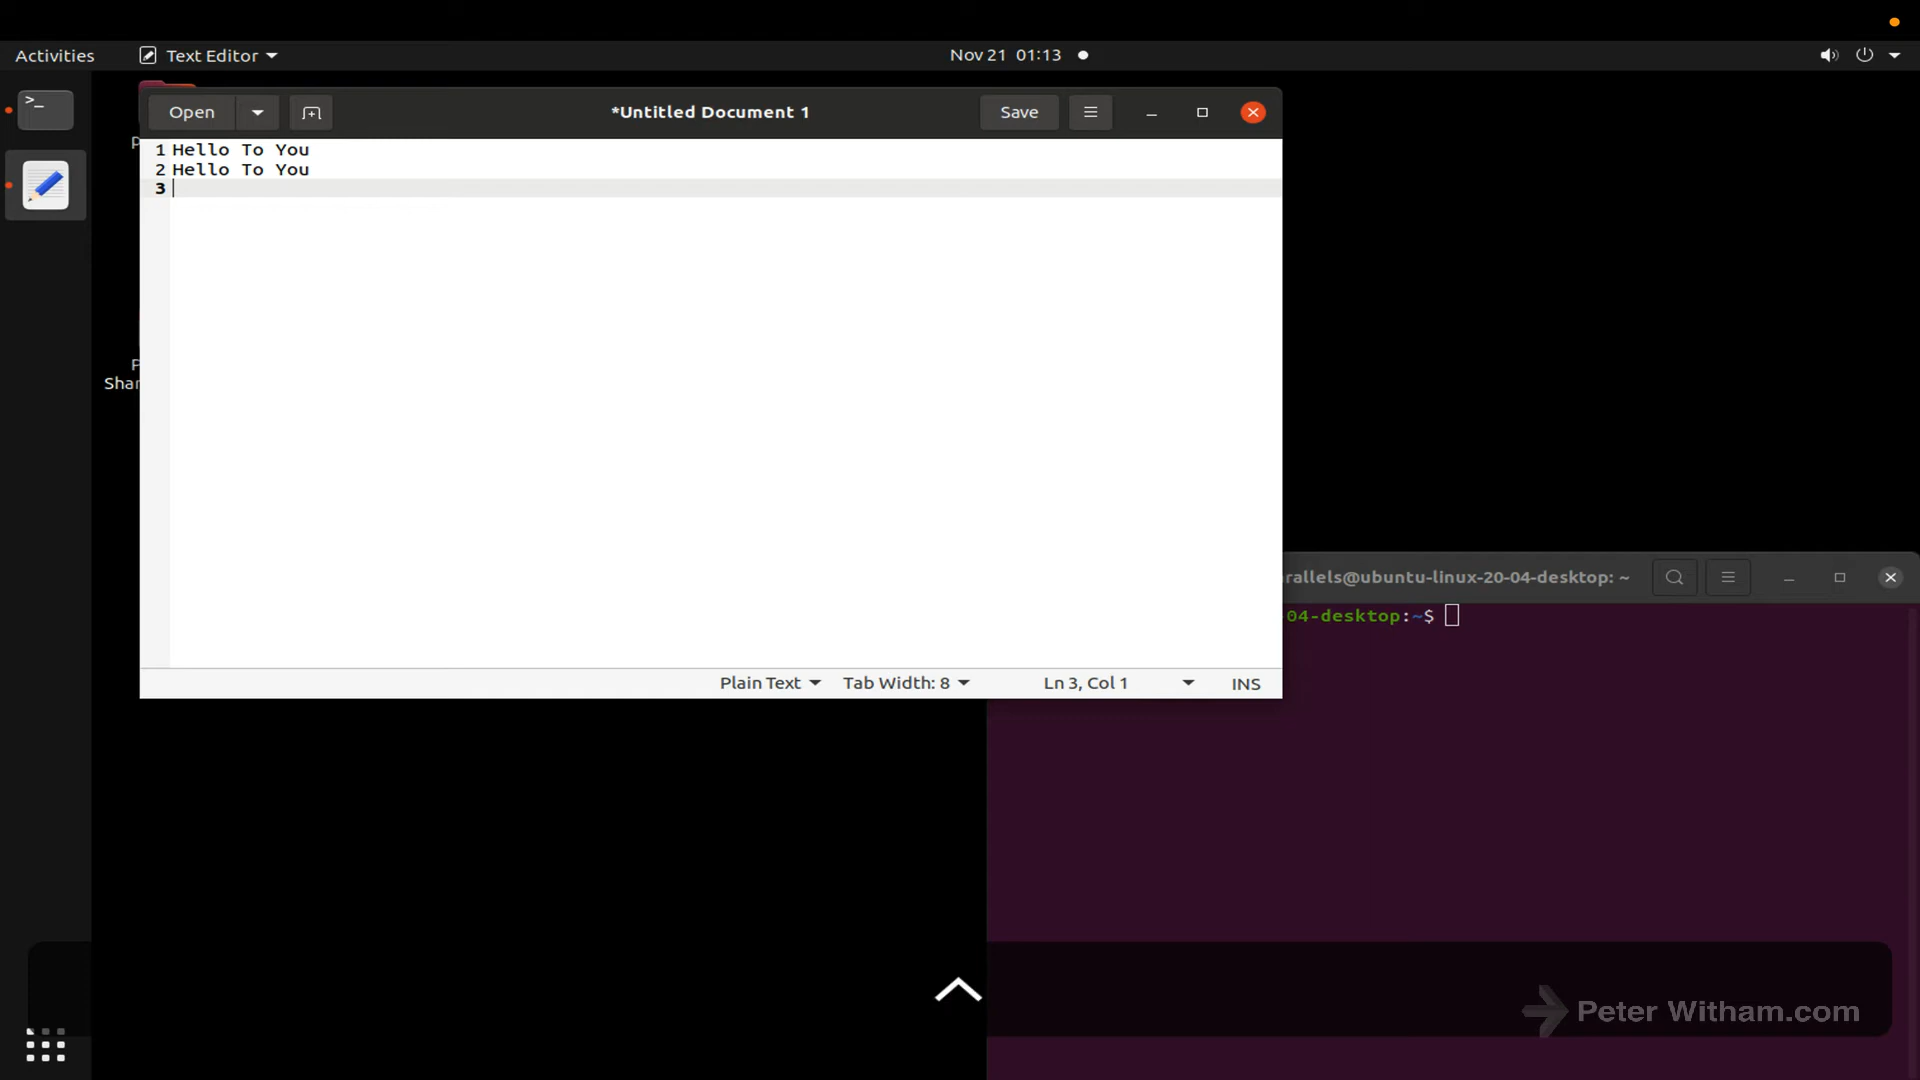 Activities Text Editor Nov 21 01:13
Open *Untitled Document 1 Save
1 Hello To You
2 Hello To You
3
Shar
rallels@ubuntu-linux-20-04-desktop: ~
04-desktop:~$
Plain Text Tab Width: 8 Ln 3, Col 1 INS
Peter Witham.com